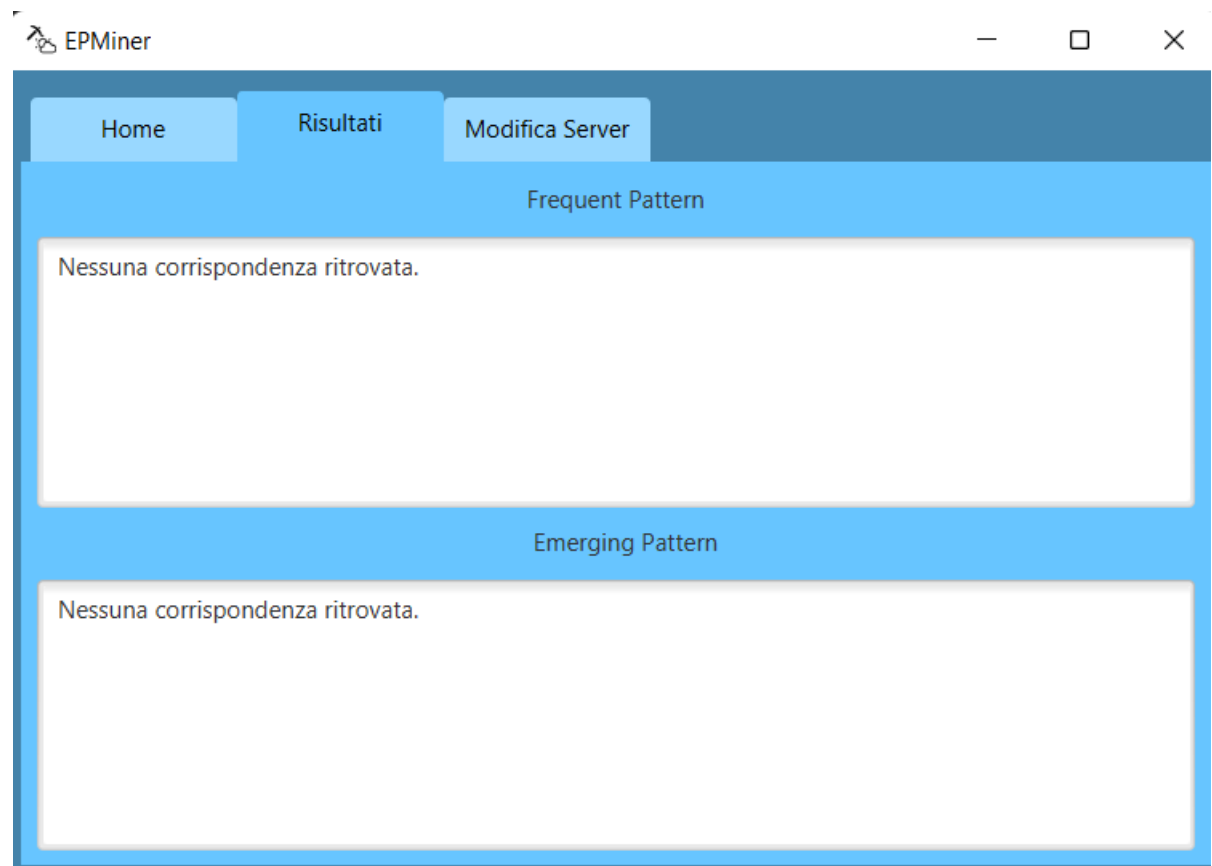 EPMiner
Home Risultati Modifica Server
Frequent Pattern
Nessuna corrispondenza ritrovata.
Emerging Pattern
Nessuna corrispondenza ritrovata.